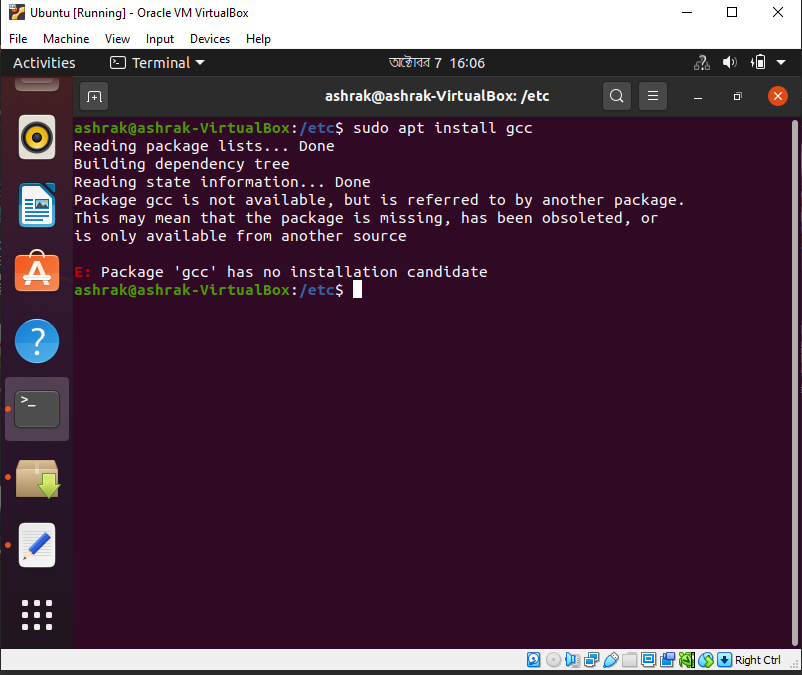 Ubuntu [Running] - Oracle VM VirtualBox
File Machine View Input Devices Help
Activities Terminal অক্টোবর 7 16:06
ashrak@ashrak-VirtualBox: /etc
ashrak@ashrak-VirtualBox:/etc$ sudo apt install gcc
Reading package lists... Done
Building dependency tree
Reading state information... Done
Package gcc is not available, but is referred to by another package.
This may mean that the package is missing, has been obsoleted, or
is only available from another source
E: Package 'gcc' has no installation candidate
ashrak@ashrak-VirtualBox:/etc$
Right Ctrl